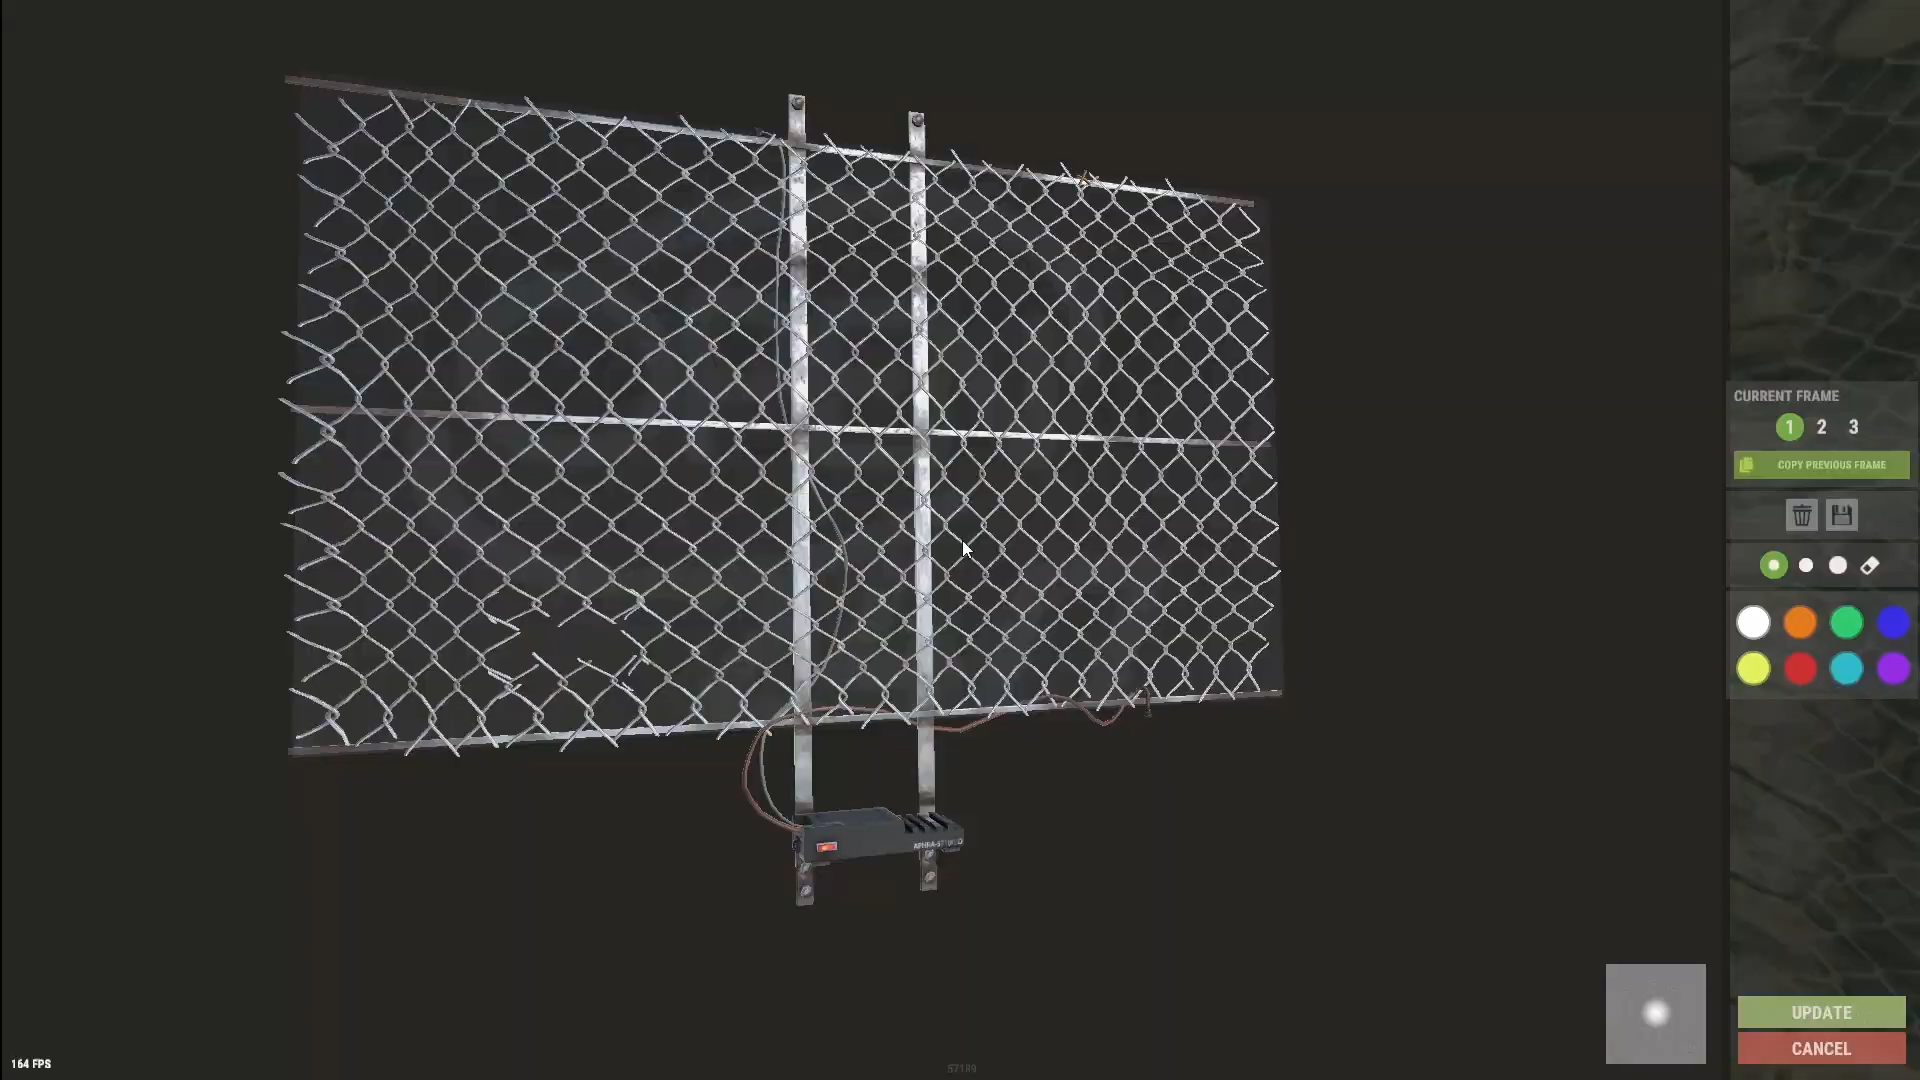 CURRENT FRAME
1 2 3
COPY PREVIOUS FRAME
UPDATE
CANCEL
164 FPS